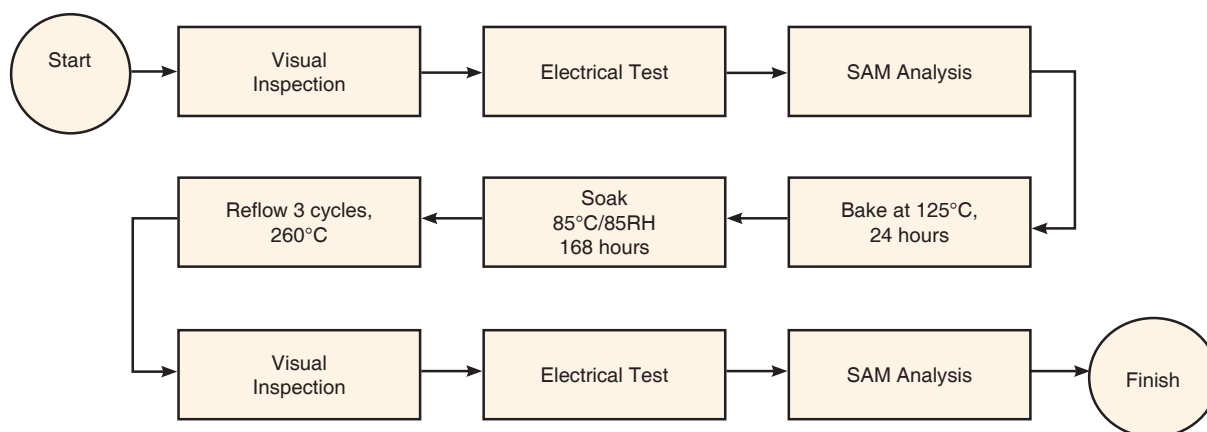 Start
Visual
Inspection
Electrical Test
SAM Analysis
Reflow 3 cycles,
260°C
Soak
85°C/85RH
168 hours
Bake at 125°C,
24 hours
Visual
Inspection
Electrical Test
SAM Analysis
Finish